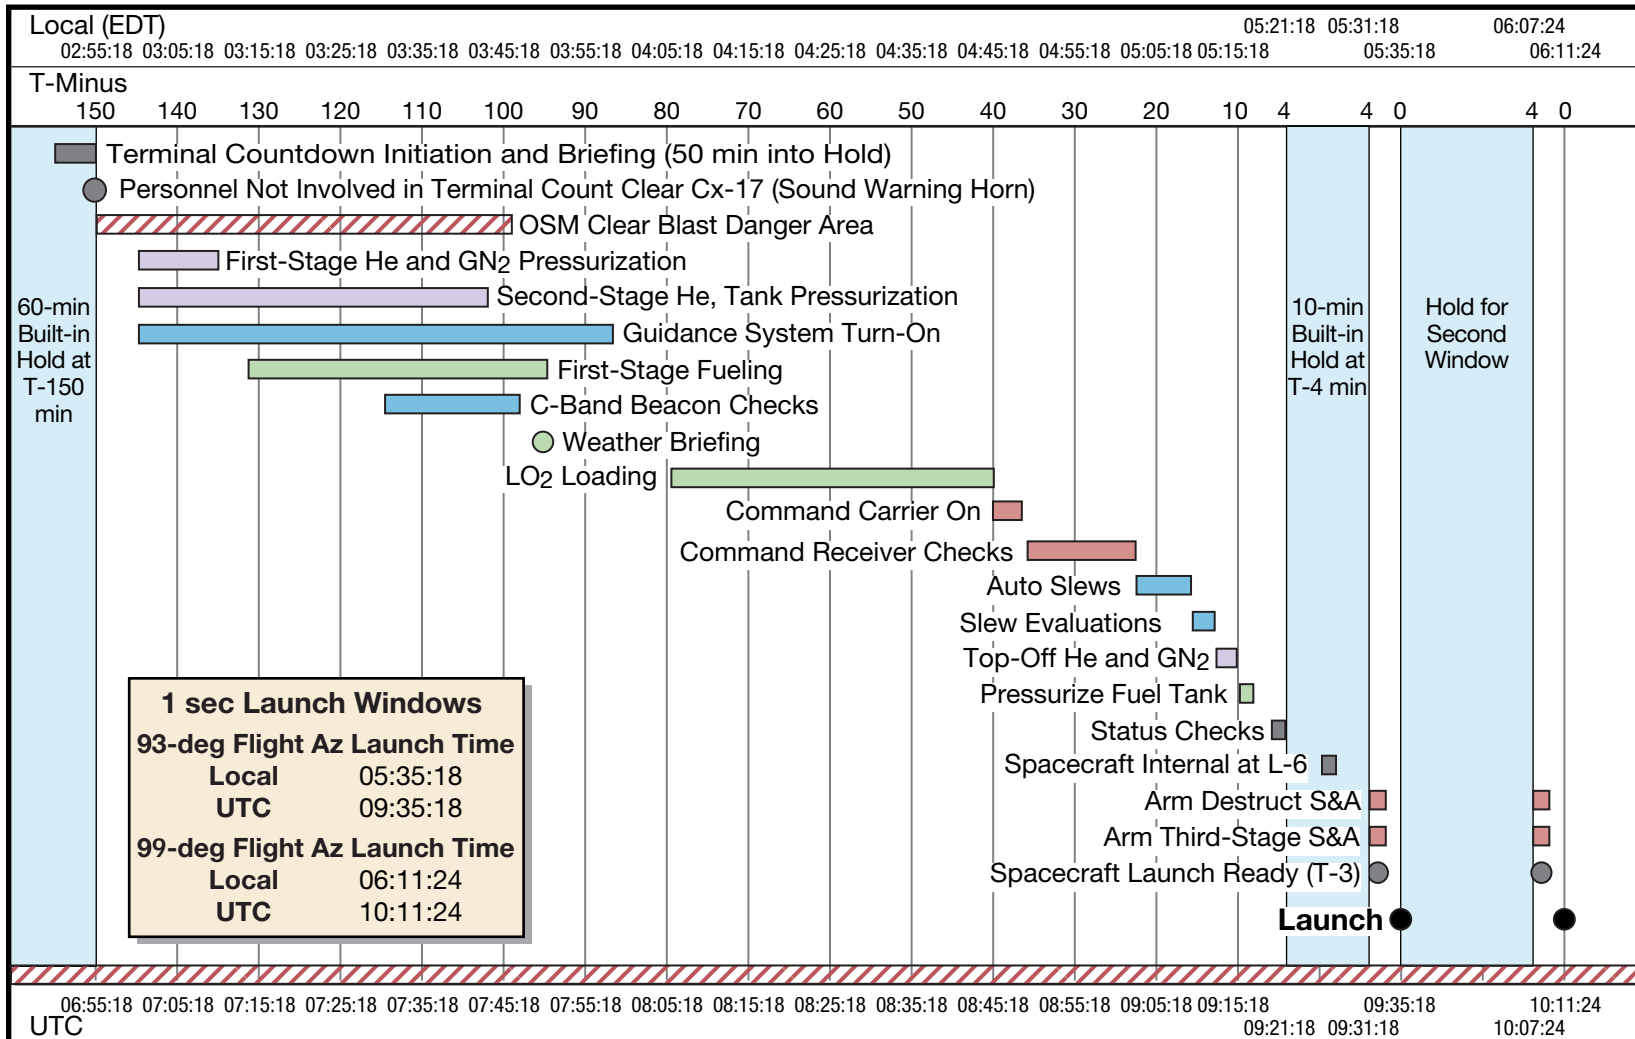 Local (EDT)
05:21:18 05:31:18 06:07:24
02:55:18 03:05:18 03:15:18 03:25:18 03:35:18 03:45:18 03:55:18 04:05:18 04:15:18 04:25:18 04:35:18 04:45:18 04:55:18 05:05:18 05:15:18 05:35:18 06:11:24
T-Minus
150 140 130 120 110 100 90 80 70 60 50 40 30 20 10 4 4 0 4 0
Terminal Countdown Initiation and Briefing (50 min into Hold)
Personnel Not Involved in Terminal Count Clear Cx-17 (Sound Warning Horn)
OSM Clear Blast Danger Area
First-Stage He and GN2 Pressurization
Second-Stage He, Tank Pressurization
Guidance System Turn-On
First-Stage Fueling
C-Band Beacon Checks
Weather Briefing
LO2 Loading
Command Carrier On
Command Receiver Checks
Auto Slews
Slew Evaluations
Top-Off He and GN2
Pressurize Fuel Tank
Status Checks
Spacecraft Internal at L-6
Arm Destruct S&A
Arm Third-Stage S&A
Spacecraft Launch Ready (T-3)
Launch
60-min
Built-in
Hold at
T-150
min
10-min
Built-in
Hold at
T-4 min
Hold for
Second
Window
1 sec Launch Windows
93-deg Flight Az Launch Time
Local 05:35:18
UTC 09:35:18
99-deg Flight Az Launch Time
Local 06:11:24
UTC 10:11:24
06:55:18 07:05:18 07:15:18 07:25:18 07:35:18 07:45:18 07:55:18 08:05:18 08:15:18 08:25:18 08:35:18 08:45:18 08:55:18 09:05:18 09:15:18 09:35:18 10:11:24
UTC
09:21:18 09:31:18 10:07:24